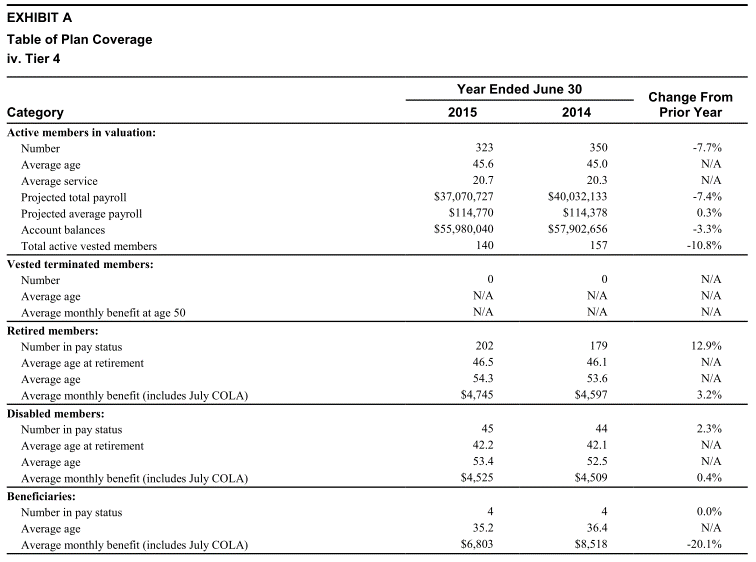 EXHIBIT A
Table of Plan Coverage
iv. Tier 4
Year Ended June 30
Change From
Category 2015 2014 Prior Year
Active members in valuation:
Number 323 350 -7.7%
Average age 45.6 45.0 N/A
Average service 20.7 20.3 N/A
Projected total payroll $37,070,727 $40,032,133 -7.4%
Projected average payroll $114,770 $114,378 0.3%
Account balances $55,980,040 $57,902,656 -3.3%
Total active vested members 140 157 -10.8%
Vested terminated members:
Number 0 0 N/A
Average age N/A N/A N/A
Average monthly benefit at age 50 N/A N/A N/A
Retired members:
Number in pay status 202 179 12.9%
Average age at retirement 46.5 46.1 N/A
Average age 54.3 53.6 N/A
Average monthly benefit (includes July COLA) $4,745 $4,597 3.2%
Disabled members:
Number in pay status 45 44 2.3%
Average age at retirement 42.2 42.1 N/A
Average age 53.4 52.5 N/A
Average monthly benefit (includes July COLA) $4,525 $4,509 0.4%
Beneficiaries:
Number in pay status 4 4 0.0%
Average age 35.2 36.4 N/A
Average monthly benefit (includes July COLA) $6,803 $8,518 -20.1%